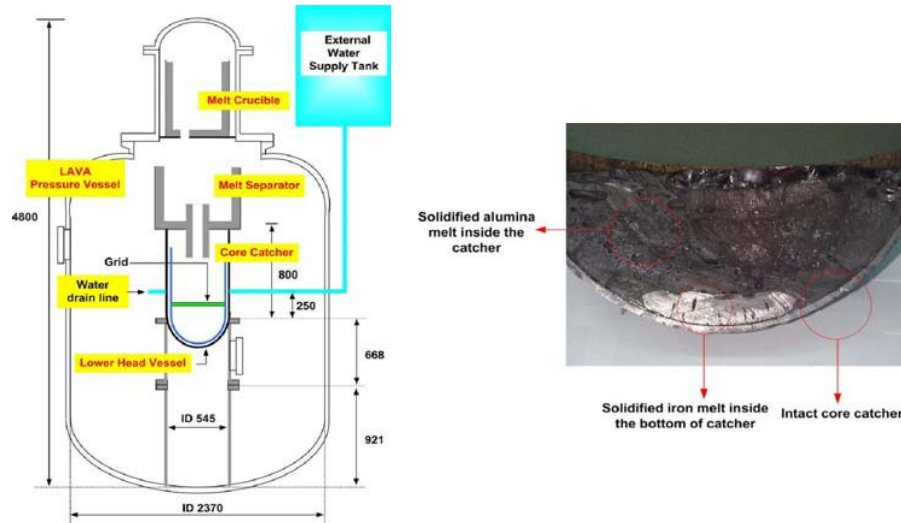 External
Water
Supply Tank
Melt Crucible
LAVA
Pressure Vessel
Melt Separator
4800
Core Catcher
Grid
800
Water
drain line
250
Lower Head Vessel
668
ID 545
921
ID 2370
Solidified alumina
melt inside the
catcher
Solidified iron melt inside
the bottom of catcher
Intact core catcher